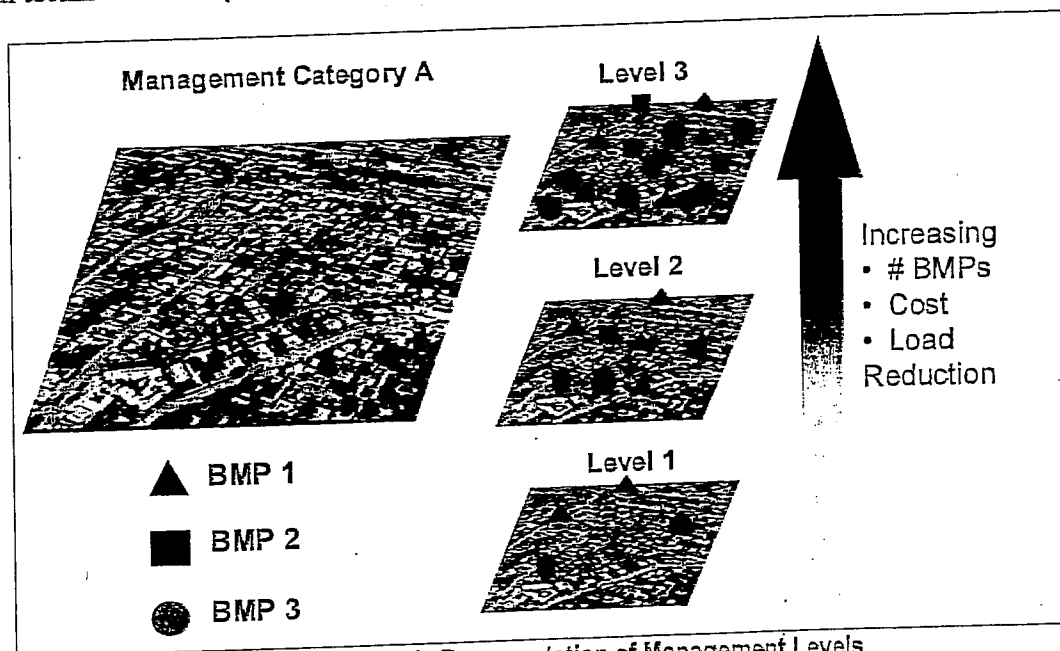 Management Category A
Level 3
Level 2
Level 1
Increasing
• # BMPs
• Cost
• Load
Reduction
BMP 1
BMP 2
BMP 3
of Management Levels